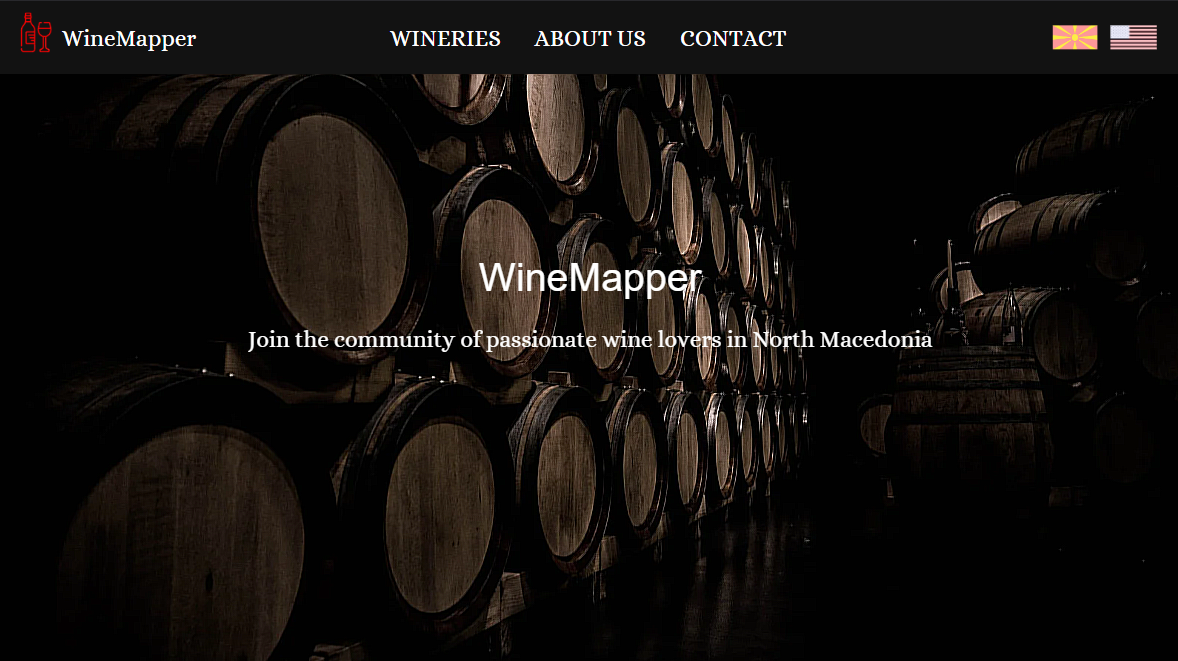 WineMapper
WINERIES ABOUT US CONTACT
WineMapper
Join the community of passionate wine lovers in North Macedonia